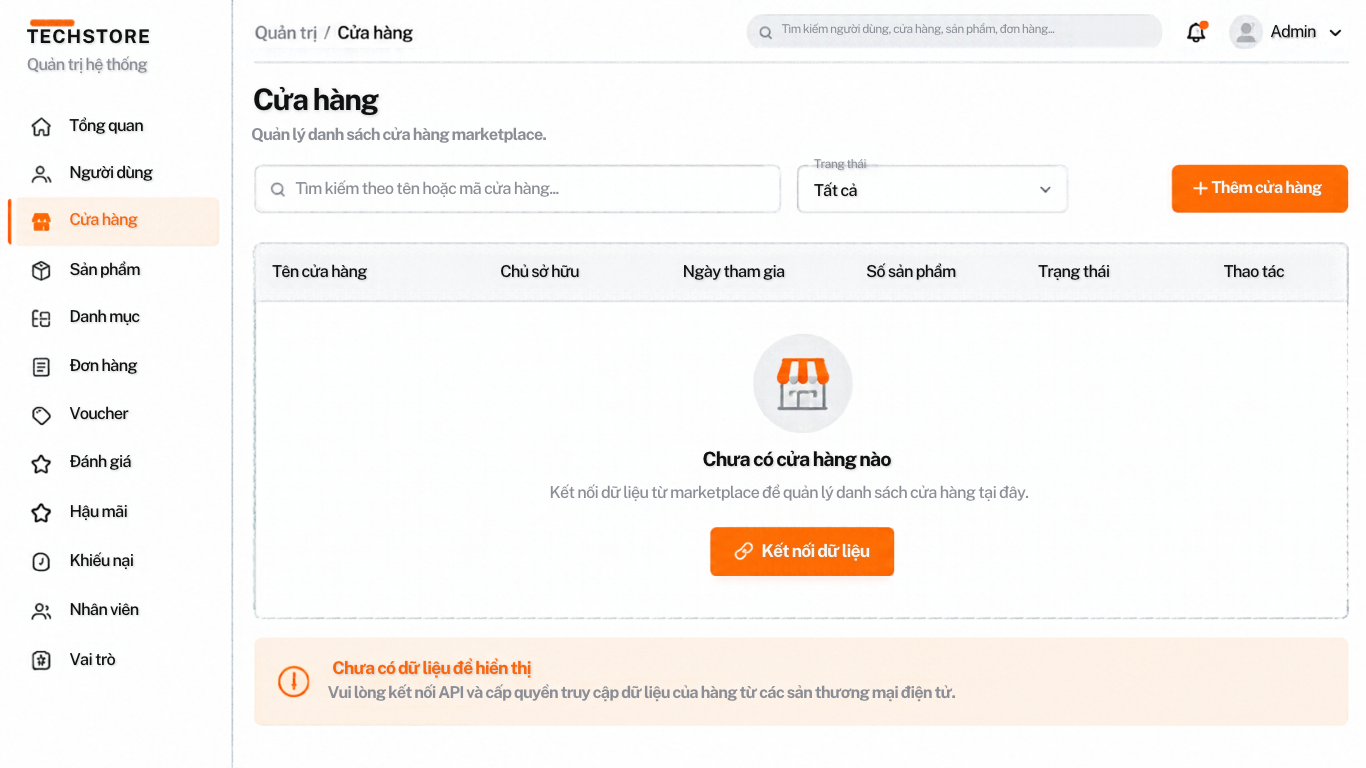 TECHSTORE
Quản trị hệ thống
Tổng quan
Người dùng
Cửa hàng
Sản phẩm
Danh mục
Đơn hàng
Voucher
Đánh giá
Hậu mãi
Khiếu nại
Nhân viên
Vai trò
Quản trị / Cửa hàng
Tìm kiếm người dùng, cửa hàng, sản phẩm, đơn hàng...
Admin
Cửa hàng
Quản lý danh sách cửa hàng marketplace.
Tìm kiếm theo tên hoặc mã cửa hàng...
Trang thái
Tất cả
Thêm cửa hàng
Tên cửa hàng Chủ sở hữu Ngày tham gia Số sản phẩm Trạng thái Thao tác
Chưa có cửa hàng nào
Kết nối dữ liệu từ marketplace để quản lý danh sách cửa hàng tại đây.
Kết nối dữ liệu
Chưa có dữ liệu để hiển thị
Vui lòng kết nối API và cấp quyền truy cập dữ liệu của hàng từ các sản thương mại điện tử.